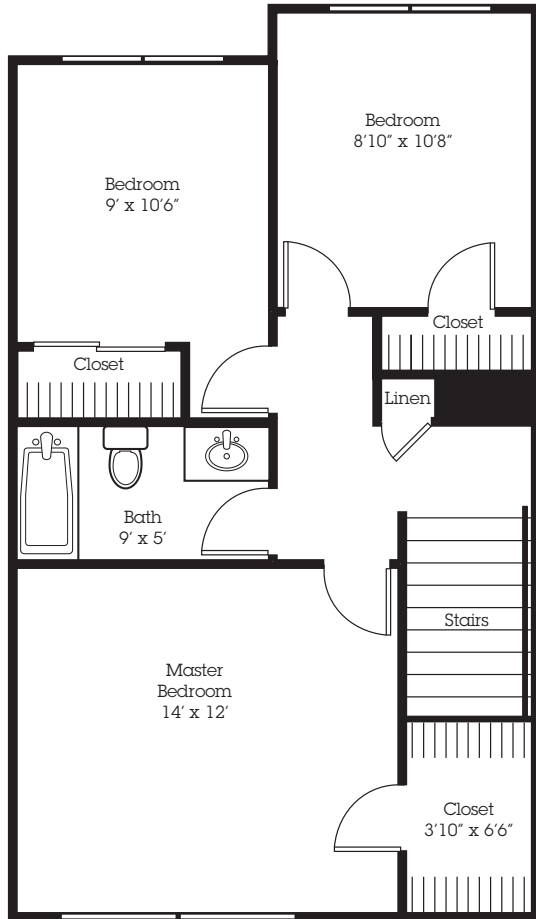 Bedroom
8’10” x 10’8”
Bedroom
9’ x 10’6”
Closet
Closet
Linen
Bath
9’ x 5’
Stairs
Master
Bedroom
14’ x 12’
Closet
3’10” x 6’6”